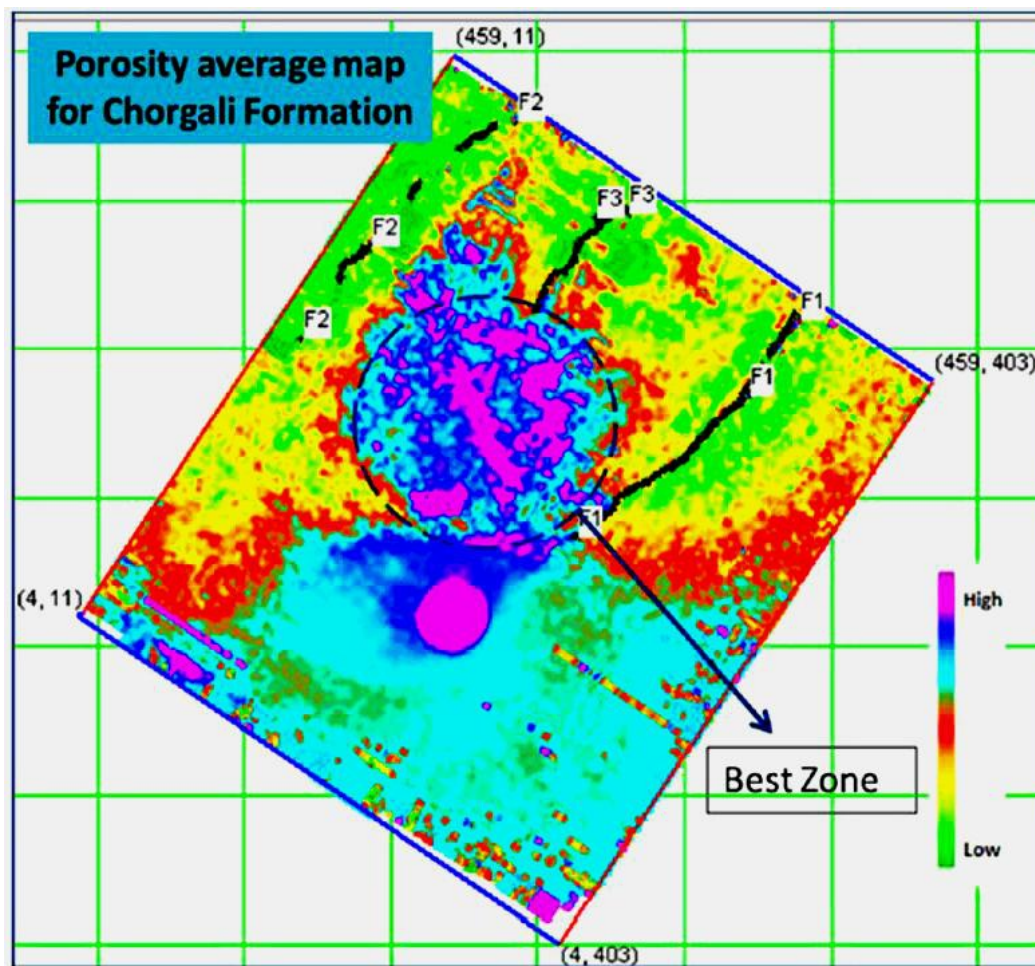 (459, 11)
Porosity average map
for Chorgali Formation
F2
F3
F3
F2
F1
F2
F1
(459, 403)
F1
(4, 11)
High
Best Zone
Low
(4, 403)